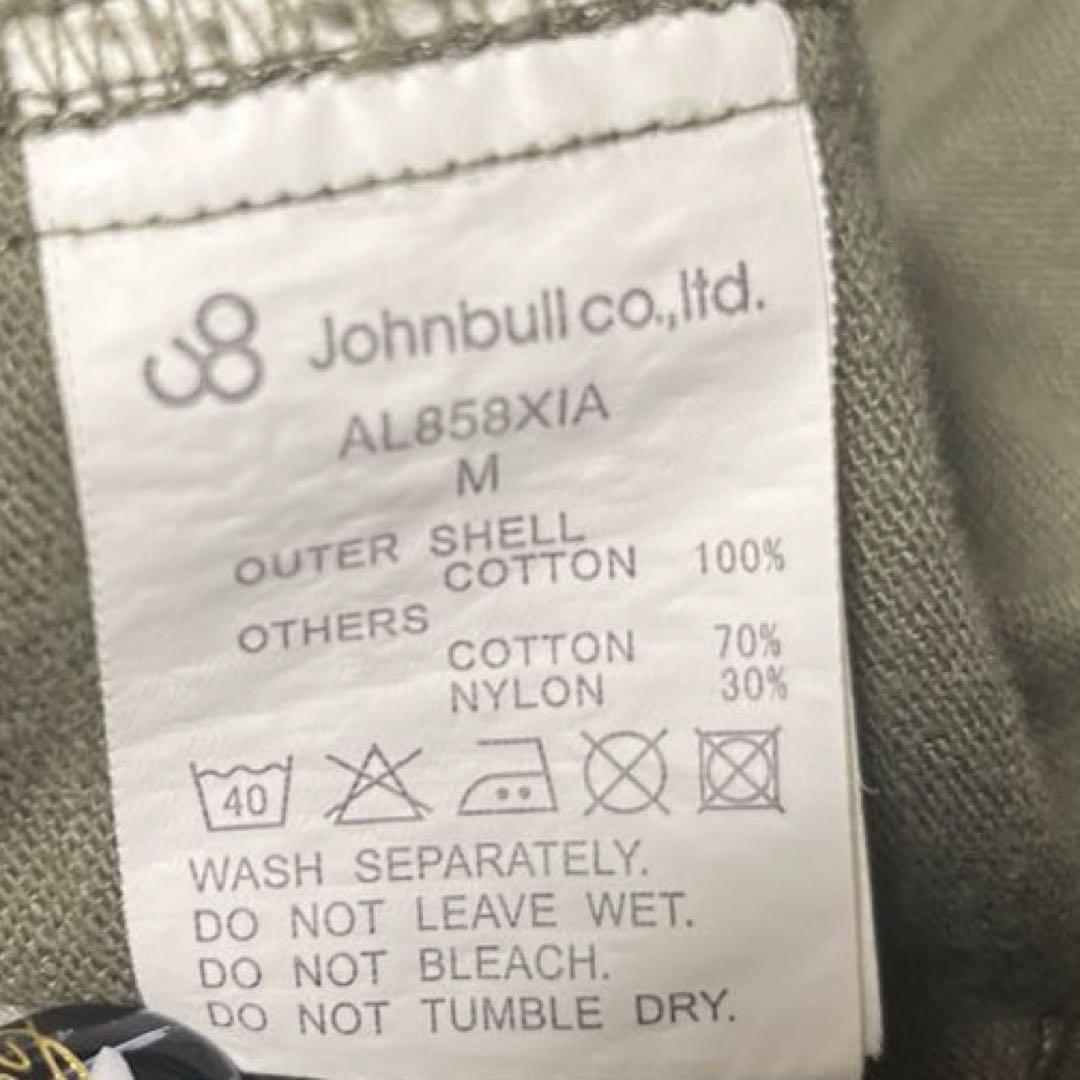 Johnbull co.,ltd.
AL858XIA
M
OUTER SHELL
COTTON 100%
OTHERS
COTTON 70%
NYLON 30%
40
WASH SEPARATELY.
DO NOT LEAVE WET.
DO NOT BLEACH.
DO NOT TUMBLE DRY.